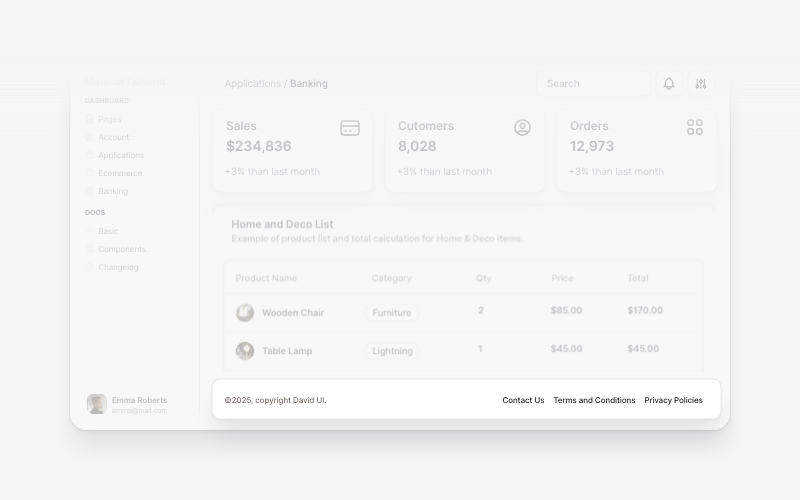 Applications / Banking
Search
DASHBOARD
Pages
Account
Applications
Ecommerce
Banking
DOCS
Basic
Components
Changelog
Emma Roberts
emma@mail.com
Sales
$234,836
+3% than last month
Cutomers
8,028
+3% than last month
Orders
12,973
+3% than last month
Home and Deco List
Example of product list and total calculation for Home & Deco items.
Product Name Category Qty Price Total
Wooden Chair Furniture 2 $85.00 $170.00
Table Lamp Lightning 1 $45.00 $45.00
©2025, copyright David UI.
Contact Us Terms and Conditions Privacy Policies